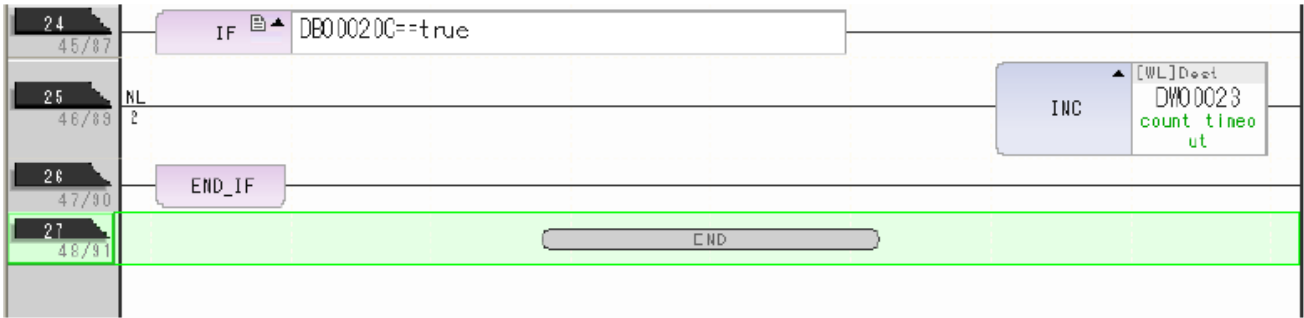 24
45/87
IF
DB00020C==true
25
46/89
NL
2
INC
[WL]Dest
DW00023
count timeo
ut
26
47/90
END_IF
27
48/91
END